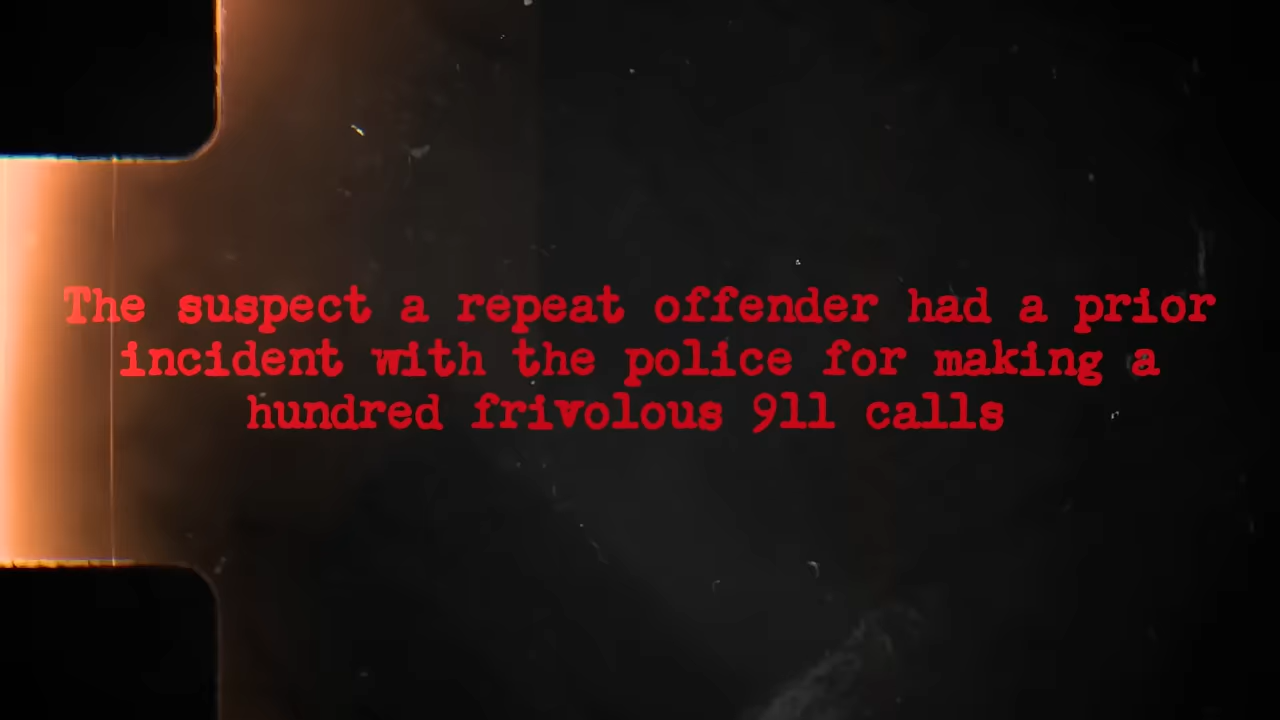 The suspect a repeat offender had a prior
incident with the police for making a
hundred frivolous 911 calls